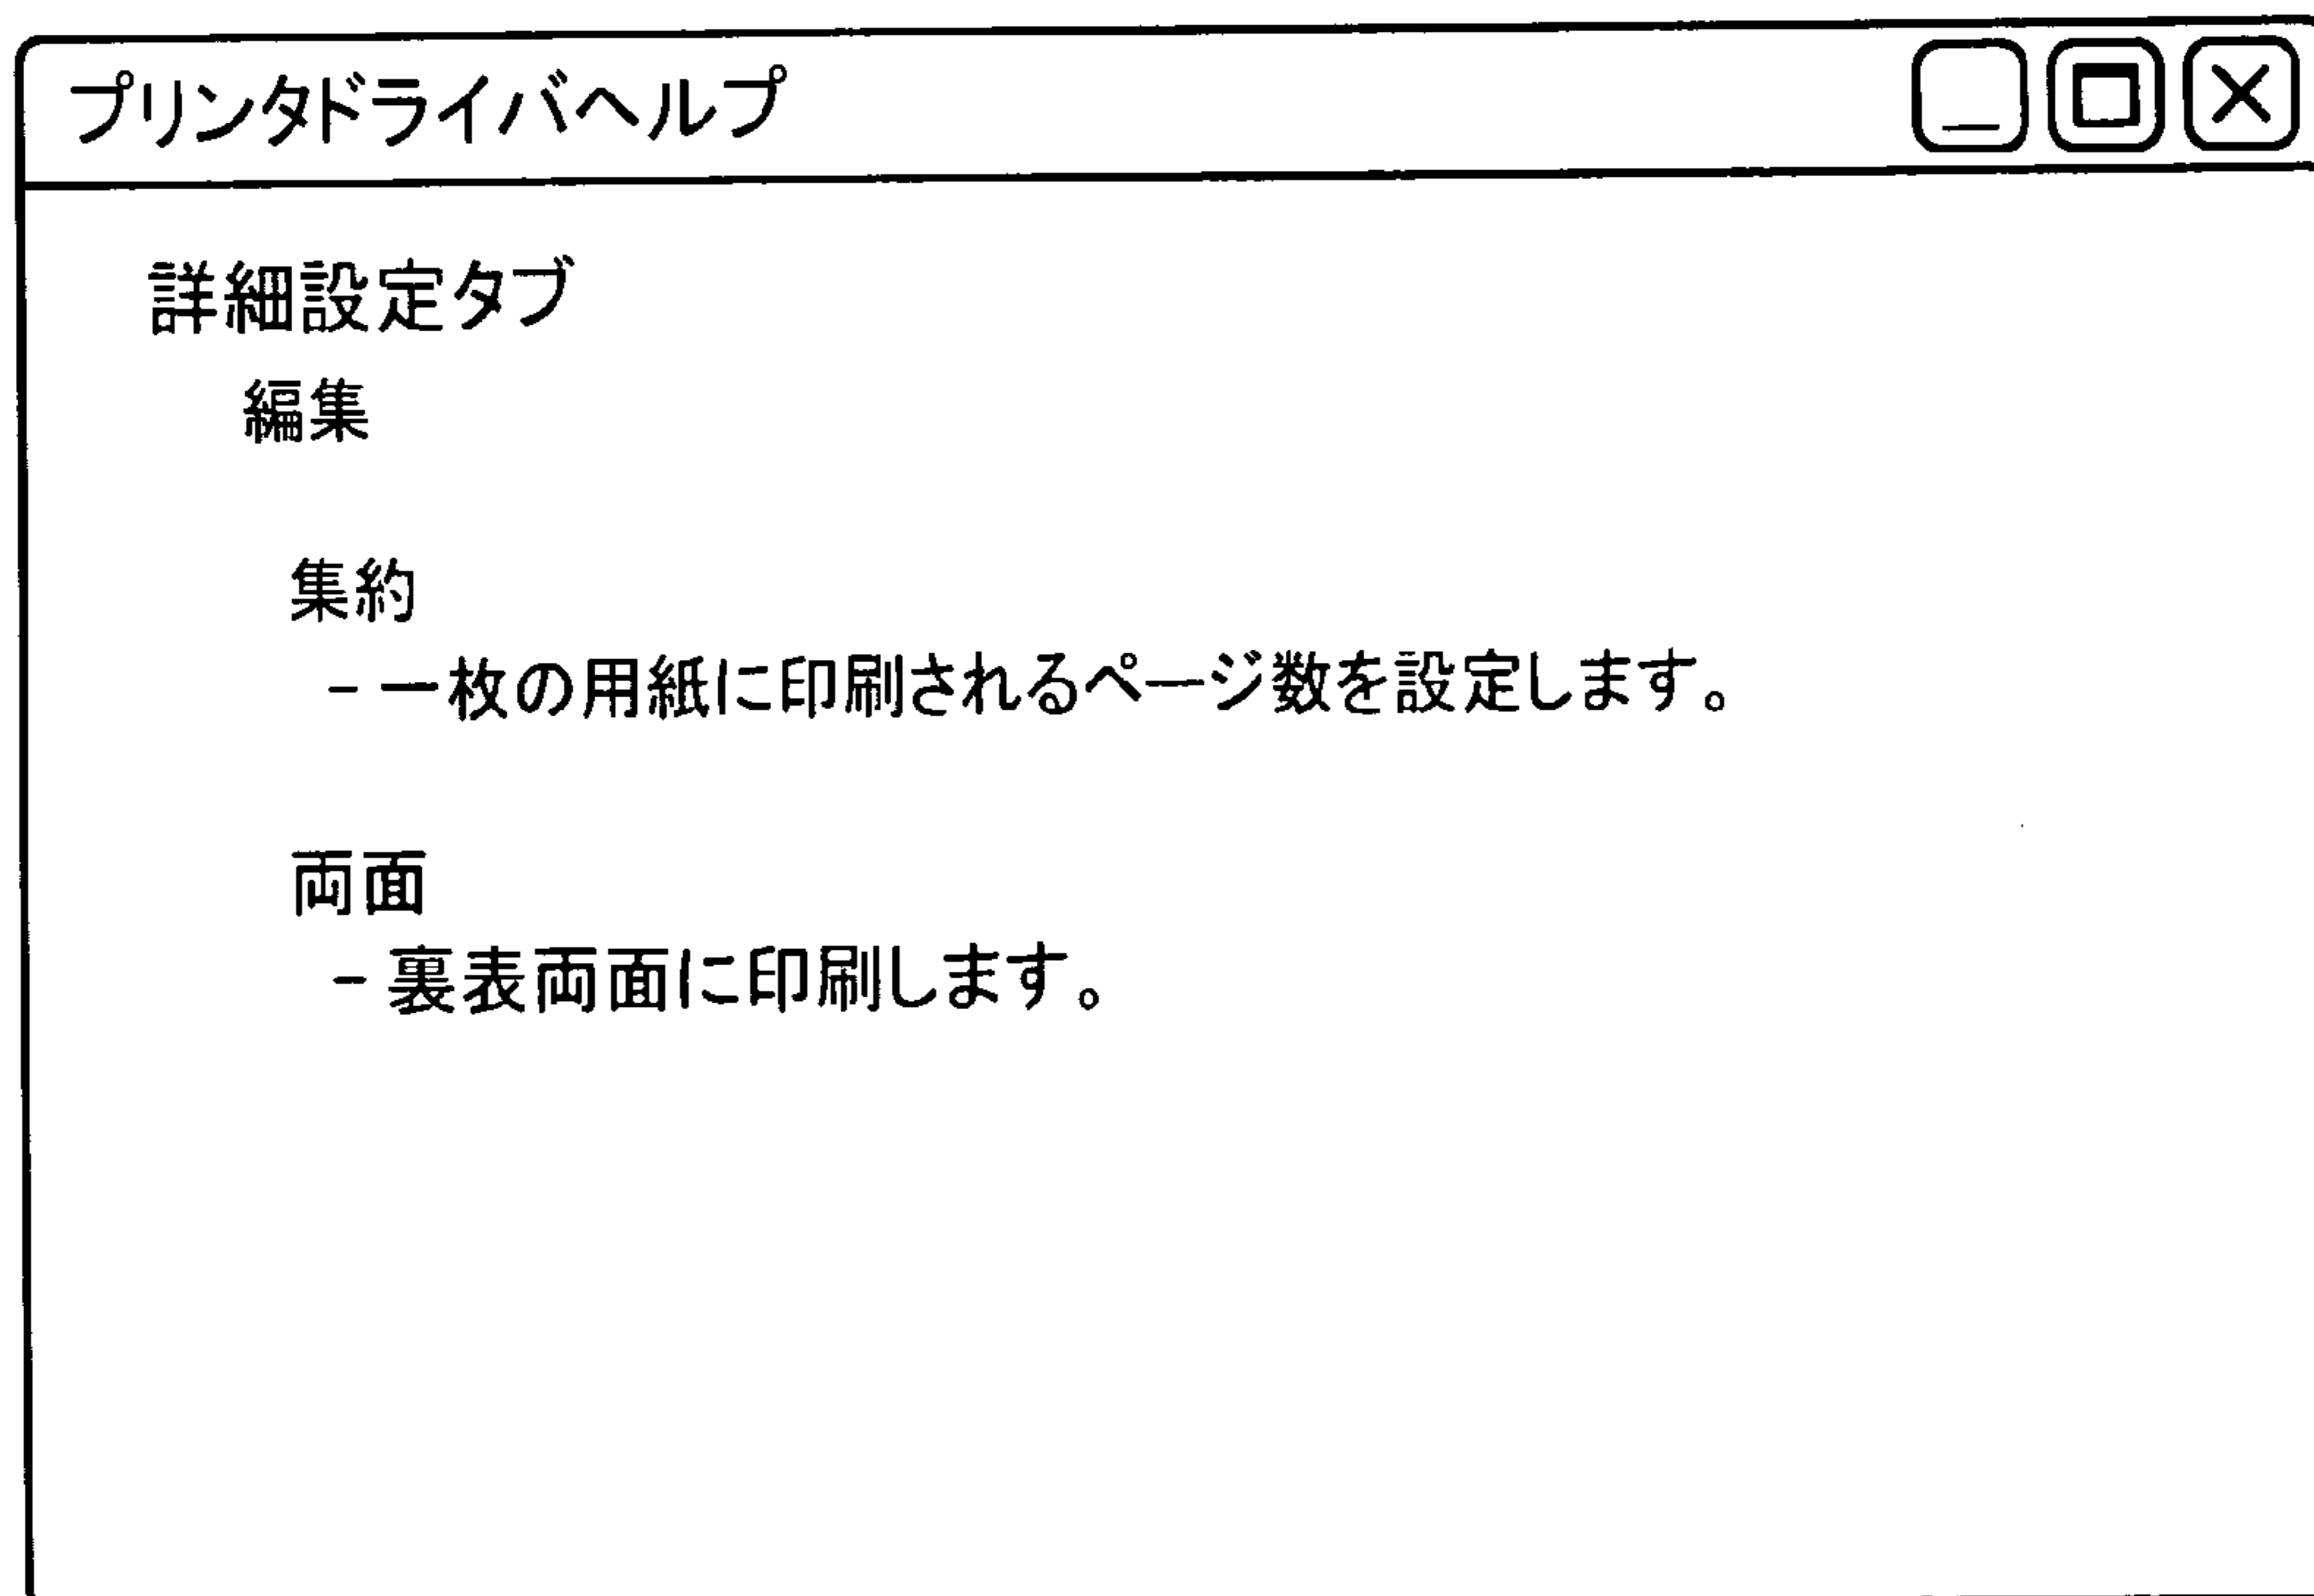 プリンタドライバヘルプ
詳細設定タブ
編集
集約
-一枚の用紙に印刷されるページ数を設定します。
両面
-裏表両面に印刷します。